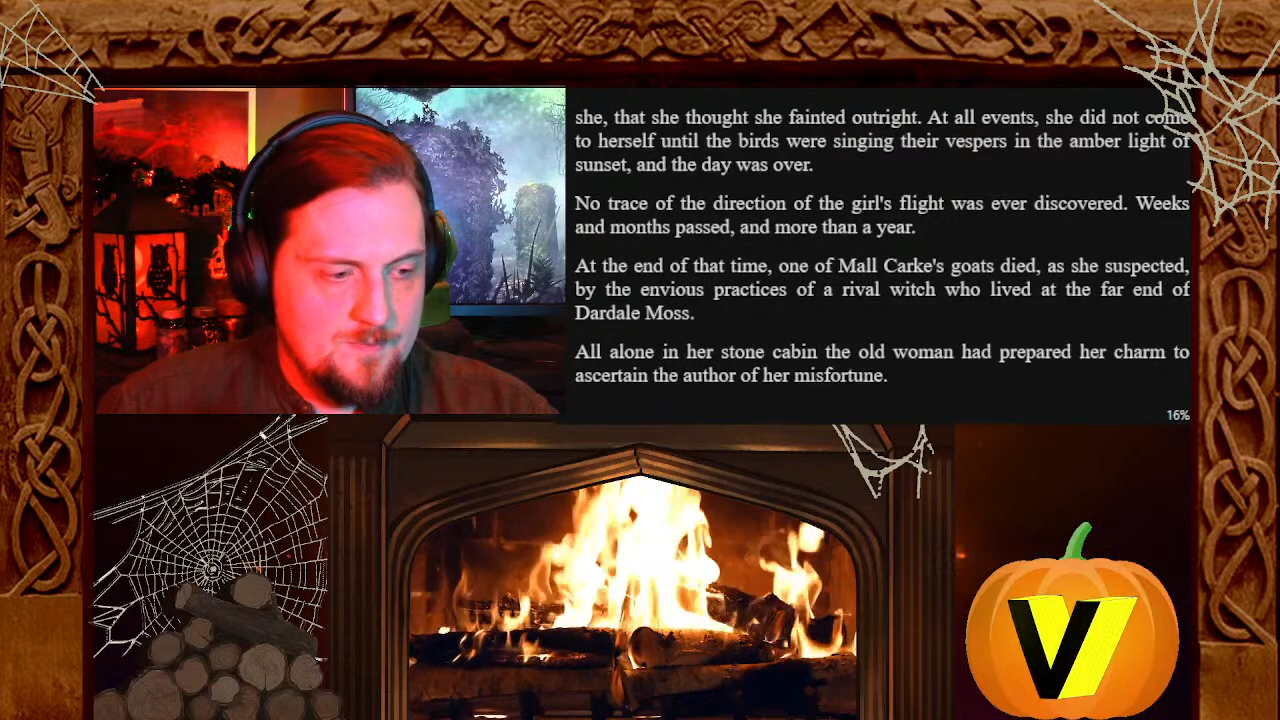 she, that she thought she fainted outright. At all events, she did not come
to herself until the birds were singing their vespers in the amber light of
sunset, and the day was over.
No trace of the direction of the girl's flight was ever discovered. Weeks
and months passed, and more than a year.
At the end of that time, one of Mall Carke's goats died, as she suspected,
by the envious practices of a rival witch who lived at the far end of
Dardale Moss.
All alone in her stone cabin the old woman had prepared her charm to
ascertain the author of her misfortune.
16%
V